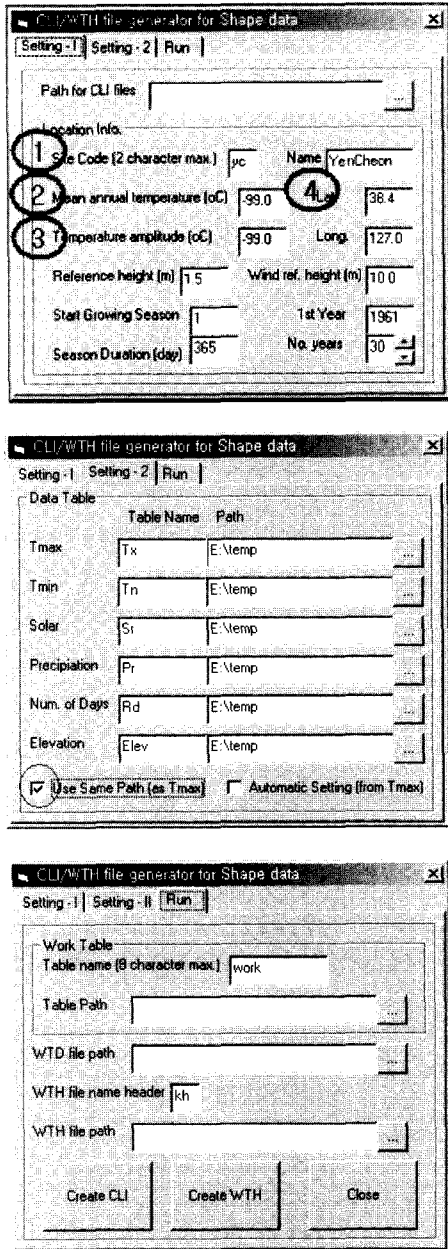 CLI/WTH file generator for Shape data
Setting - I Setting - 2 Run
Path for CLI files ...
Location Info.
1 Site Code (2 character max.) yc Name YenCheon
2 Mean annual temperature (oC) -99.0 4 Lat. 38.4
3 Temperature amplitude (oC) -99.0 Long. 127.0
Reference height (m) 1.5 Wind ref. height (m) 10.0
Start Growing Season 1 1st Year 1961
Season Duration (day) 365 No. years 30
CLI/WTH file generator for Shape data
Setting - I Setting - 2 Run
Data Table
Table Name Path
Tmax Tx E:\temp ...
Tmin Tn E:\temp ...
Solar Sr E:\temp ...
Precipiation Pr E:\temp ...
Num. of Days Rd E:\temp ...
Elevation Elev E:\temp ...
Use Same Path (as Tmax) Automatic Setting (from Tmax)
CLI/WTH file generator for Shape data
Setting - I Setting - II Run
Work Table
Table name (8 character max.) work
Table Path ...
WTD file path ...
WTH file name header kh
WTH file path ...
Create CLI Create WTH Close